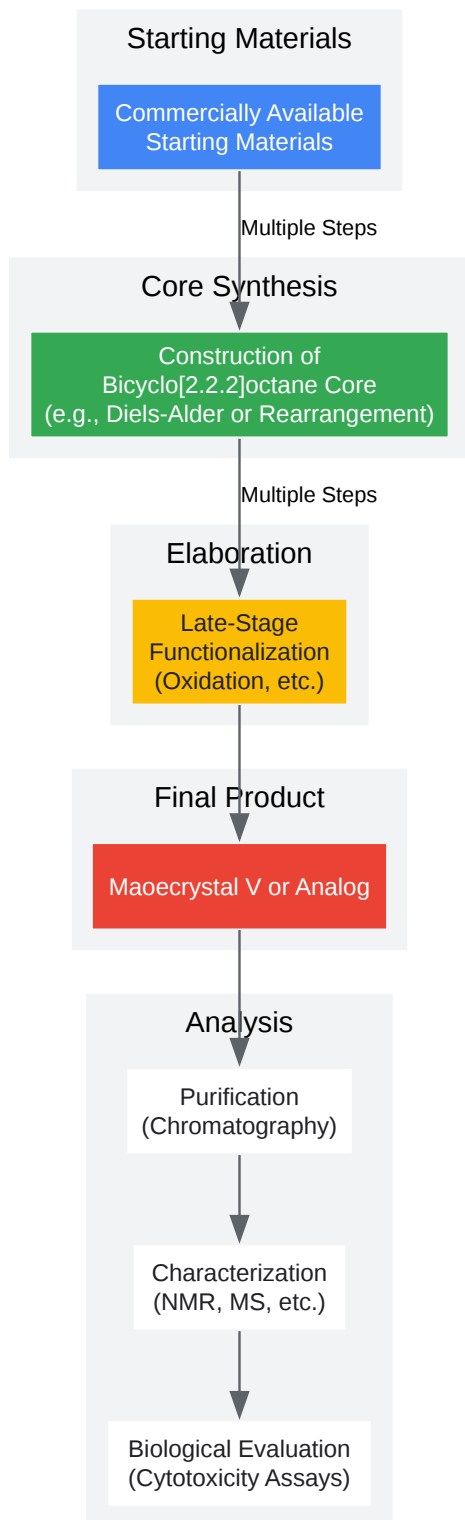 Starting Materials
Commercially Available
Starting Materials
Multiple Steps
Core Synthesis
Construction of
Bicyclo[2.2.2]octane Core
(e.g., Diels-Alder or Rearrangement)
Multiple Steps
Elaboration
Late-Stage
Functionalization
(Oxidation, etc.)
Final Product
Maoecrystal V or Analog
Analysis
Purification
(Chromatography)
Characterization
(NMR, MS, etc.)
Biological Evaluation
(Cytotoxicity Assays)